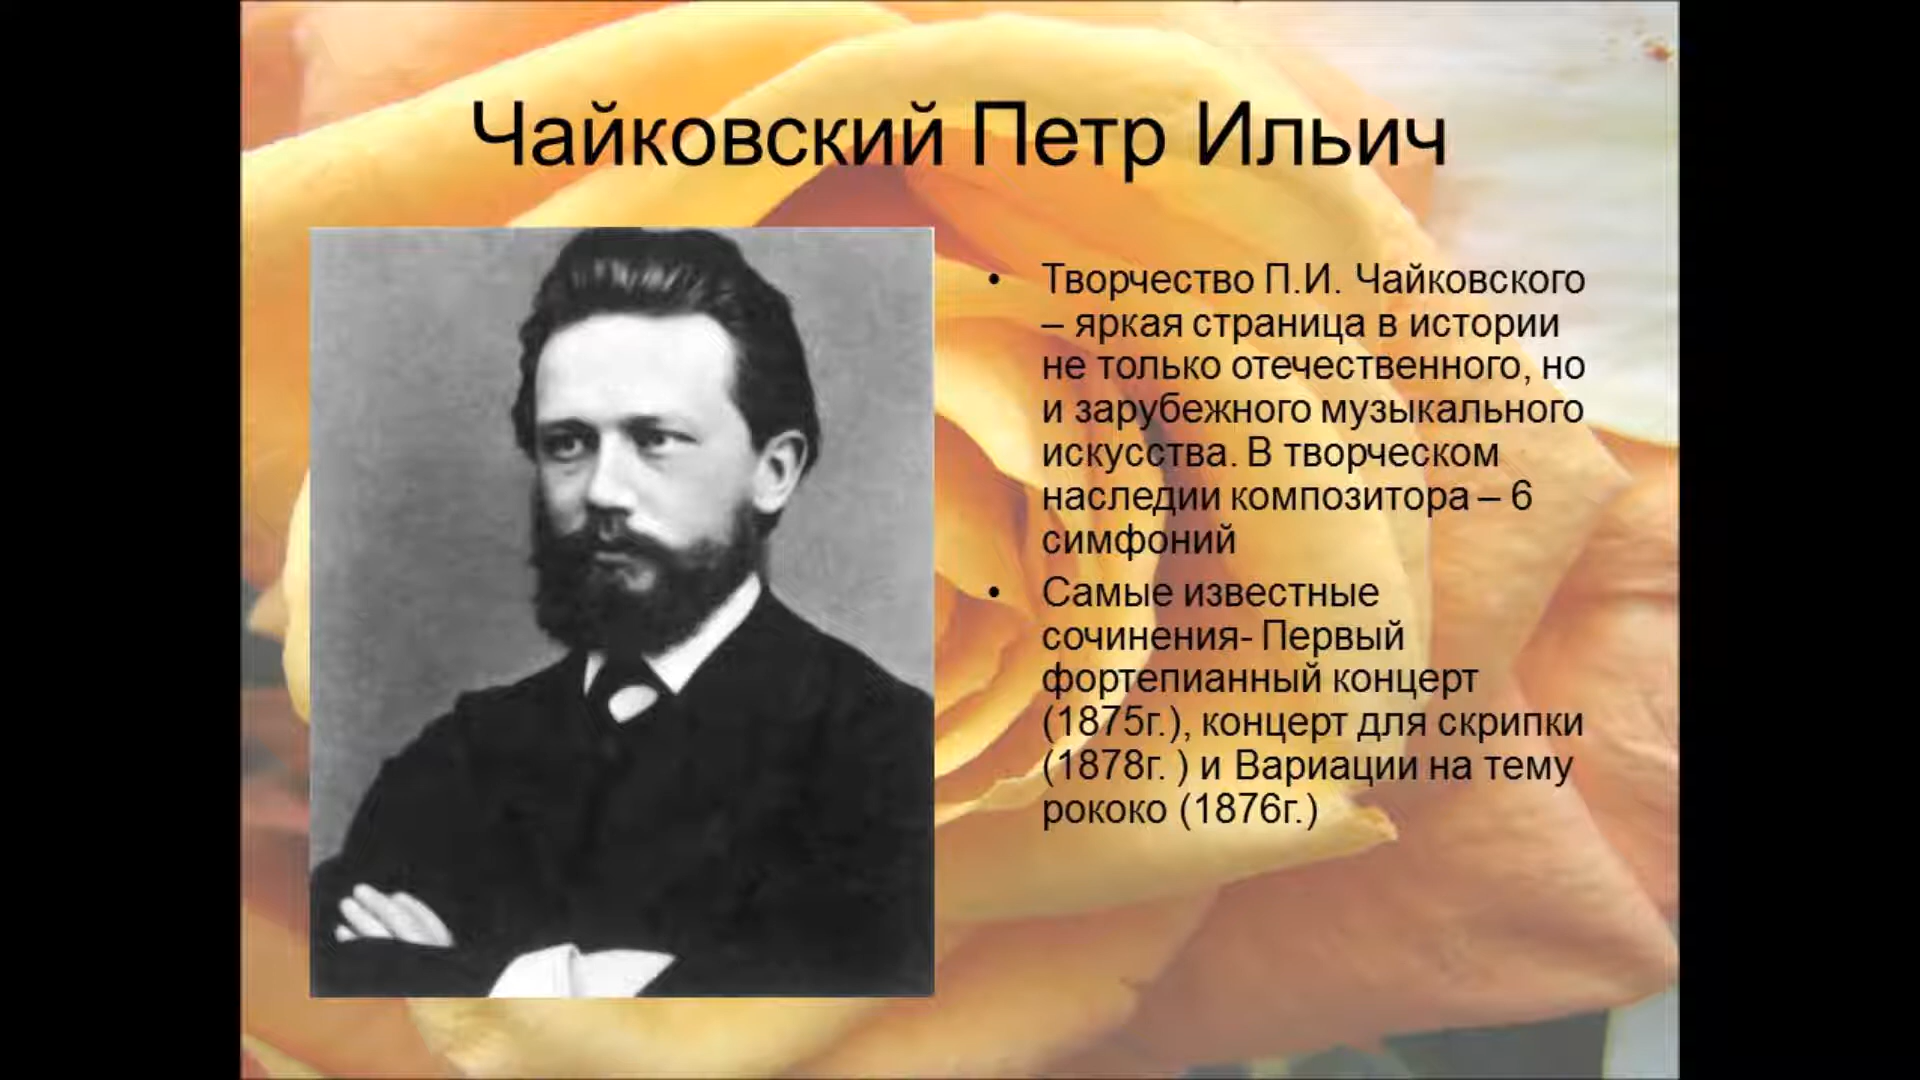 Чайковский Петр Ильич
• Творчество П.И. Чайковского
– яркая страница в истории
не только отечественного, но
и зарубежного музыкального
искусства. В творческом
наследии композитора – 6
симфоний
• Самые известные
сочинения- Первый
фортепианный концерт
(1875г.), концерт для скрипки
(1878г. ) и Вариации на тему
рококо (1876г.)